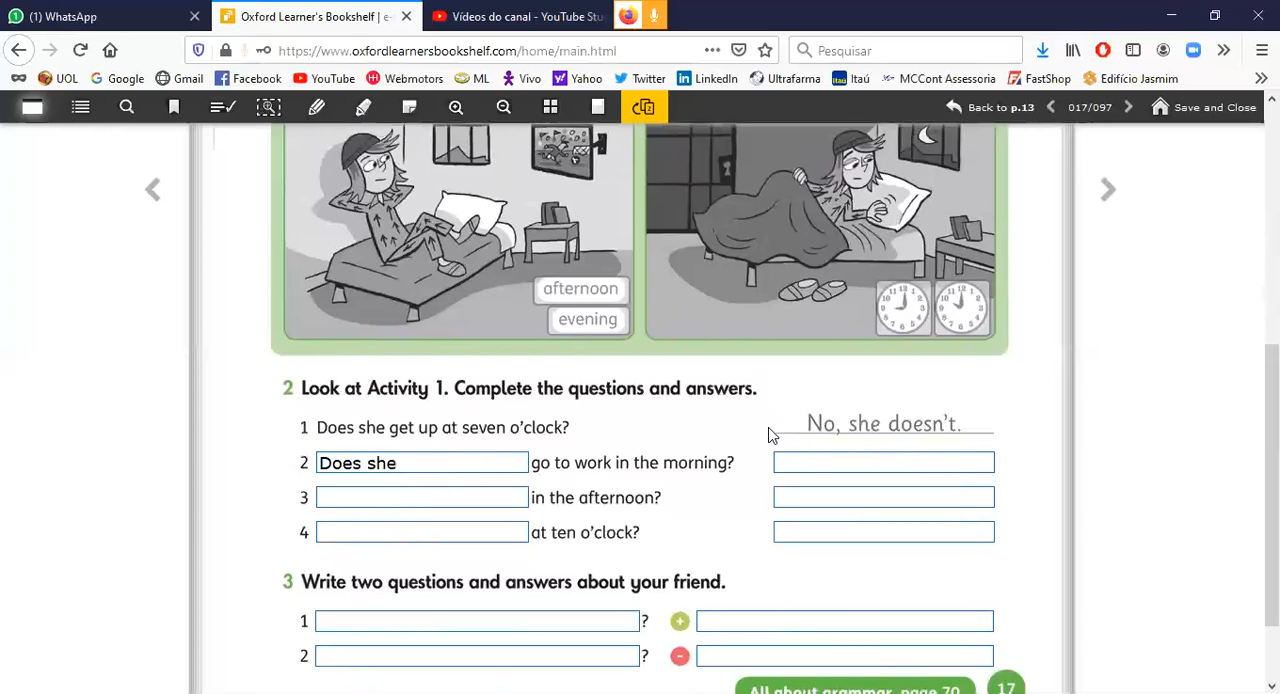 (1) WhatsApp
Oxford Learner's Bookshelf | e-
Vídeos do canal - YouTube Stu
https://www.oxfordlearnersbookshelf.com/home/main.html
Pesquisar
UOL Google Gmail Facebook YouTube Webmotors ML Vivo Yahoo Twitter LinkedIn Ultrafarma Itaú MCCont Assessoria FastShop Edifício Jasmim
Back to p.13 017/097 Save and Close
afternoon
evening
2 Look at Activity 1. Complete the questions and answers.
1 Does she get up at seven o'clock? No, she doesn't.
2 Does she go to work in the morning?
3 in the afternoon?
4 at ten o'clock?
3 Write two questions and answers about your friend.
1 ? +
2 ? -
All about grammar, page 70 17